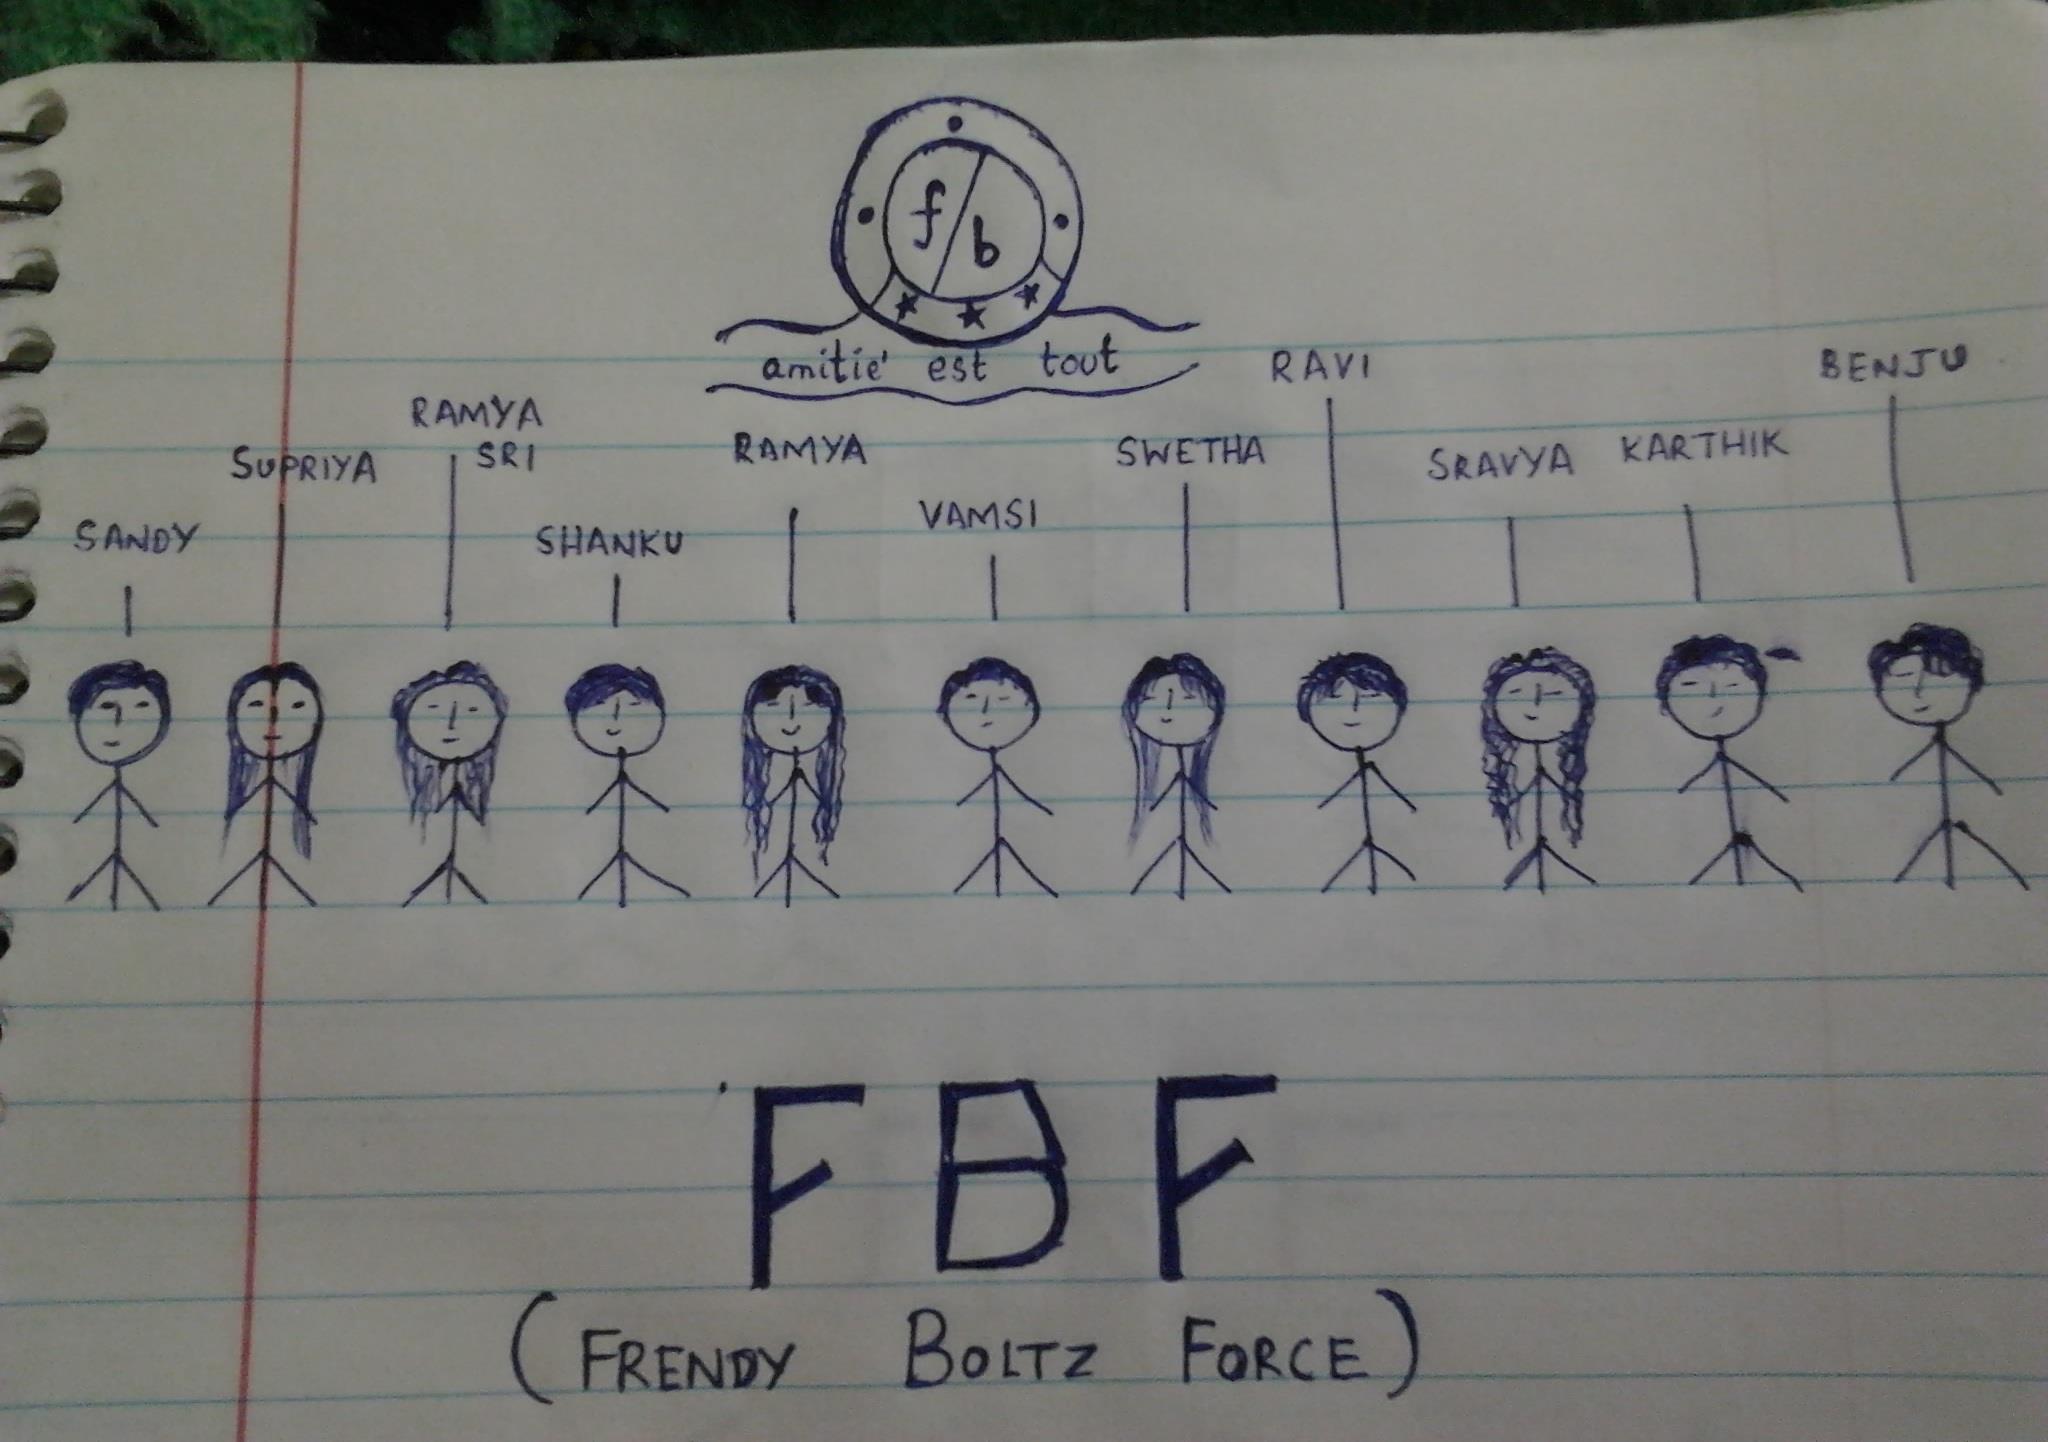 f
b
amitie' est tout
RAVI
BENJU
RAMYA
SRI
SUPRIYA
RAMYA
SWETHA
SRAVYA
KARTHIK
SANDY
SHANKU
VAMSI
FBF
(FRENDY BOLTZ FORCE)